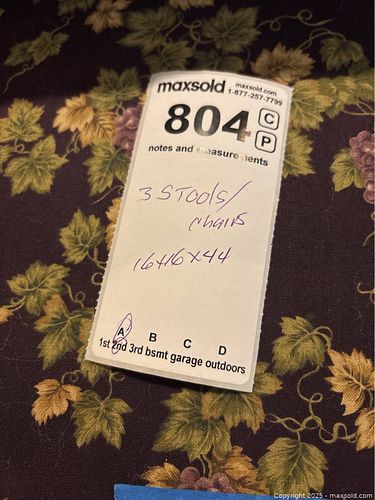 maxsold maxsold.com
1-877-257-7799
804 C
P
notes and measurements
3 STOOLS/
chairs
16x16x44
A B C D
1st 2nd 3rd bsmt garage outdoors
Copyright 2025 - maxsold.com